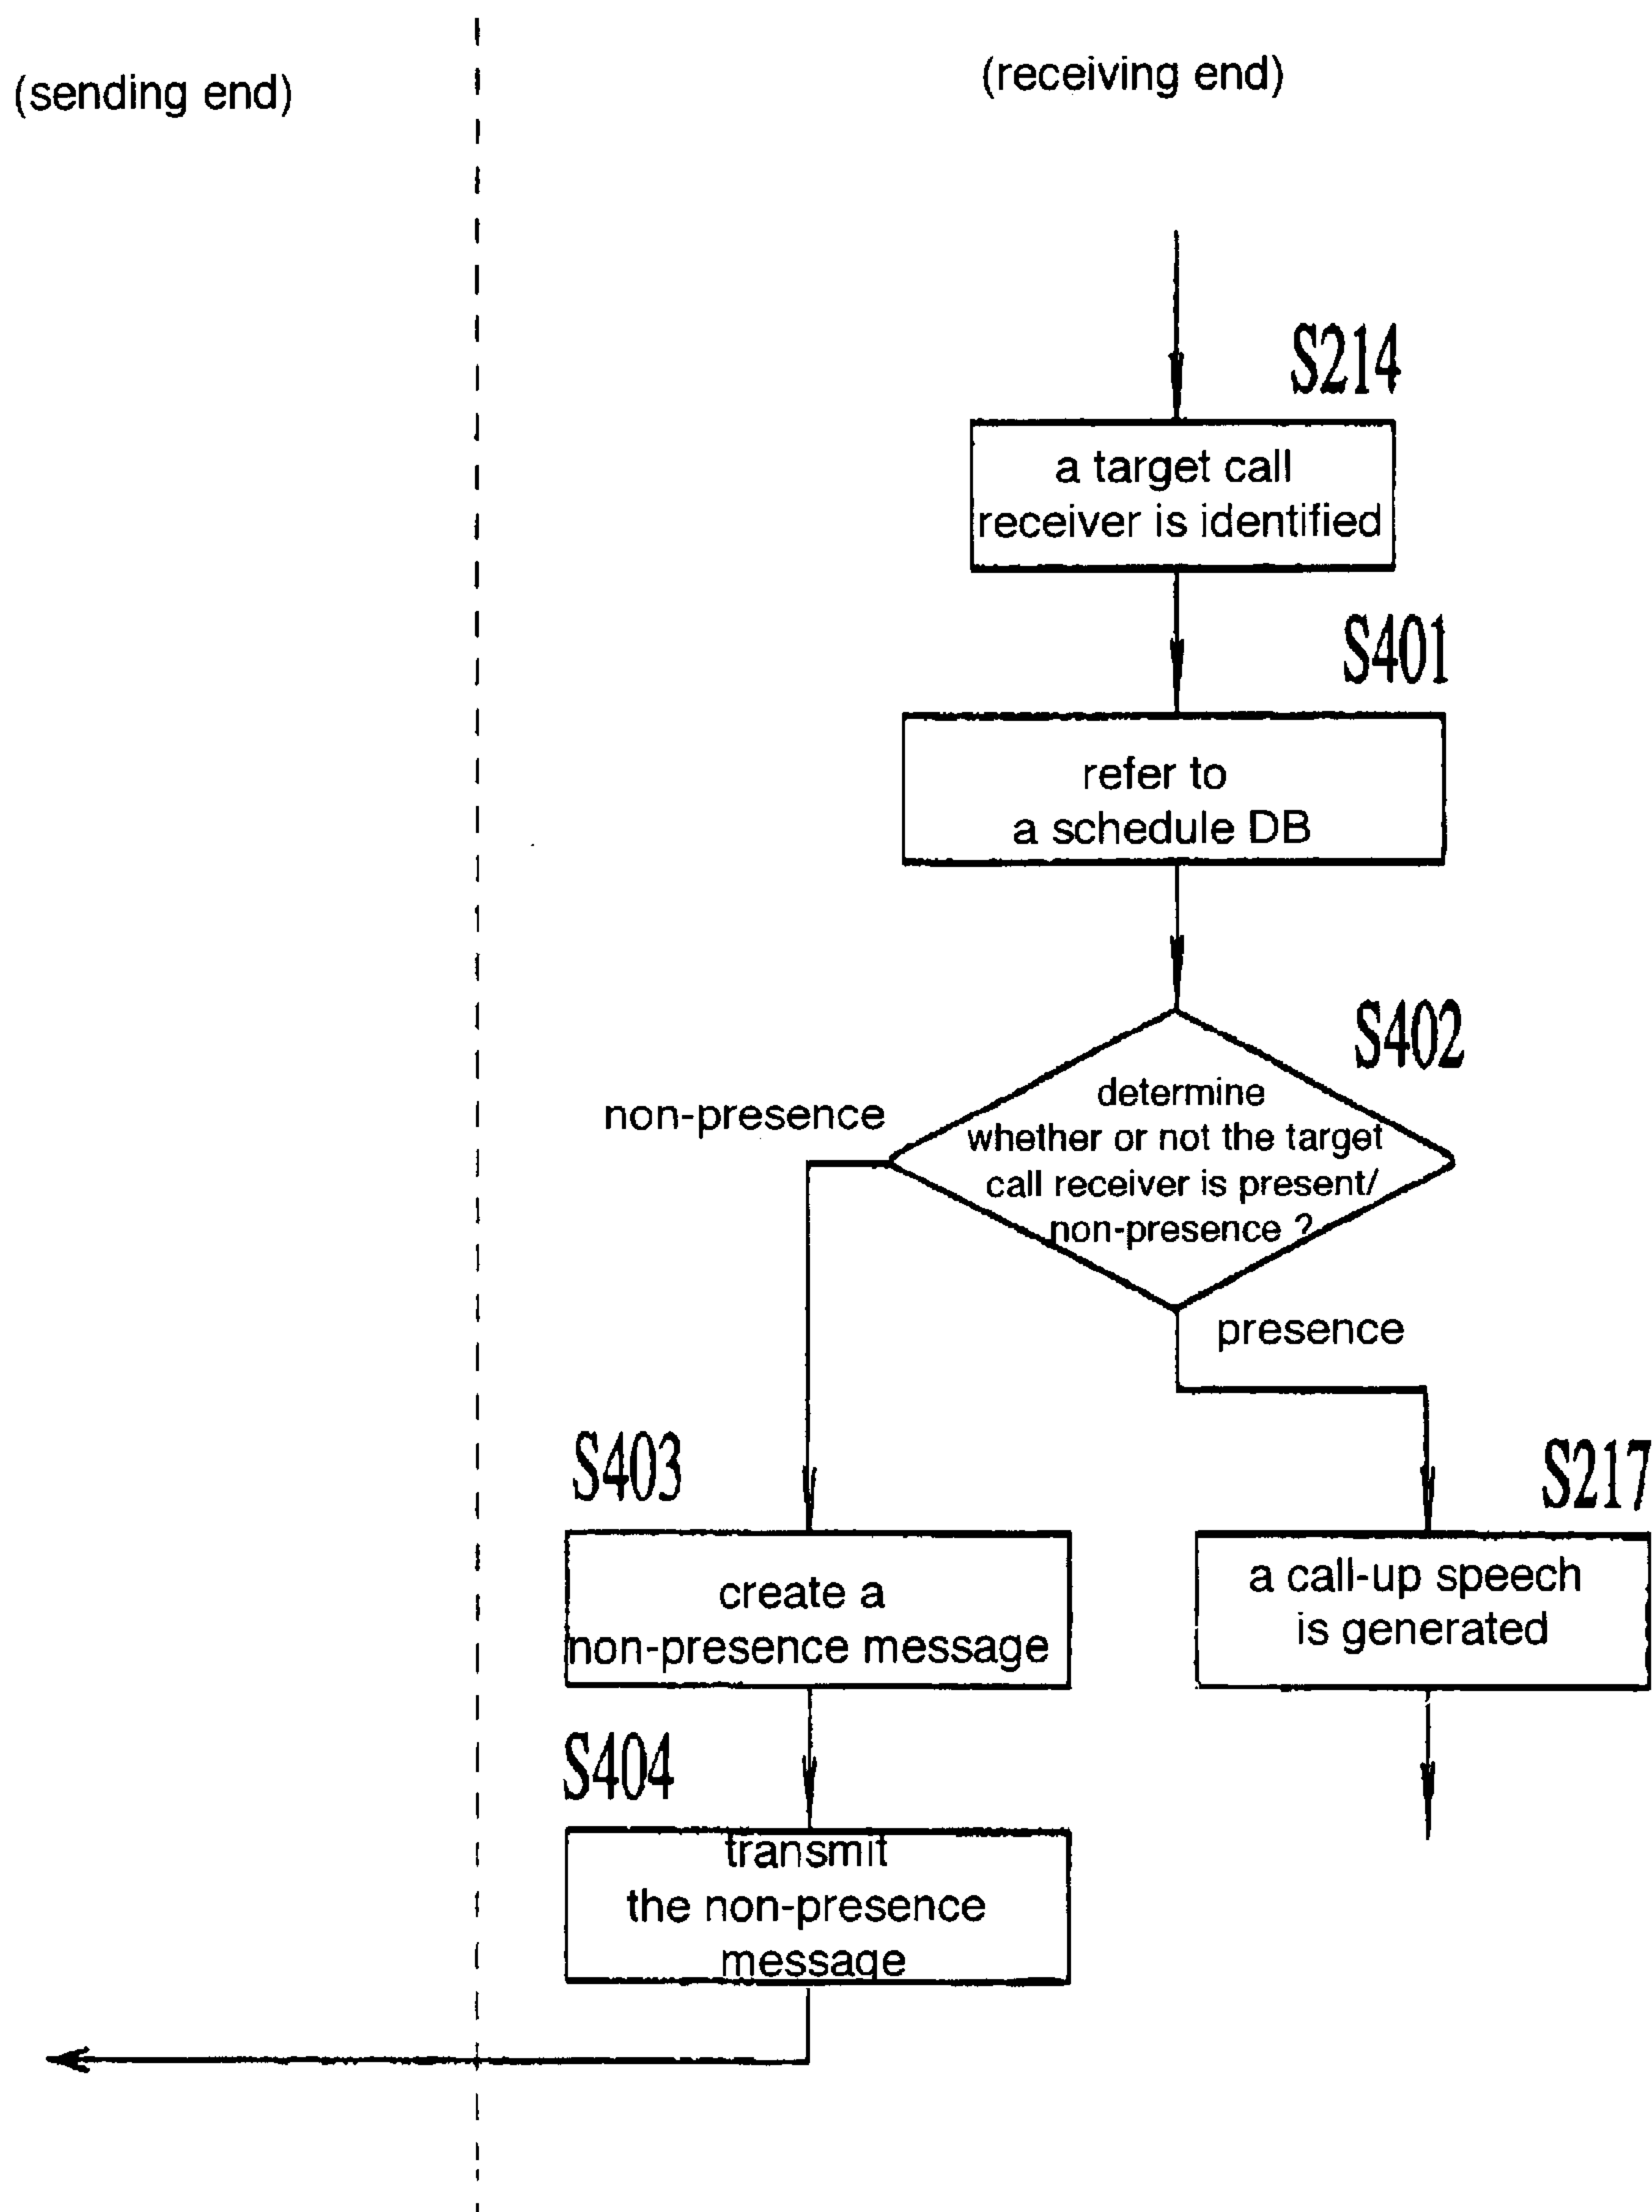 (sending end)
(receiving end)
S214
a target call
receiver is identified
S401
refer to
a schedule DB
S402
determine
whether or not the target
call receiver is present/
non-presence ?
non-presence
presence
S403
create a
non-presence message
S217
a call-up speech
is generated
S404
transmit
the non-presence
message